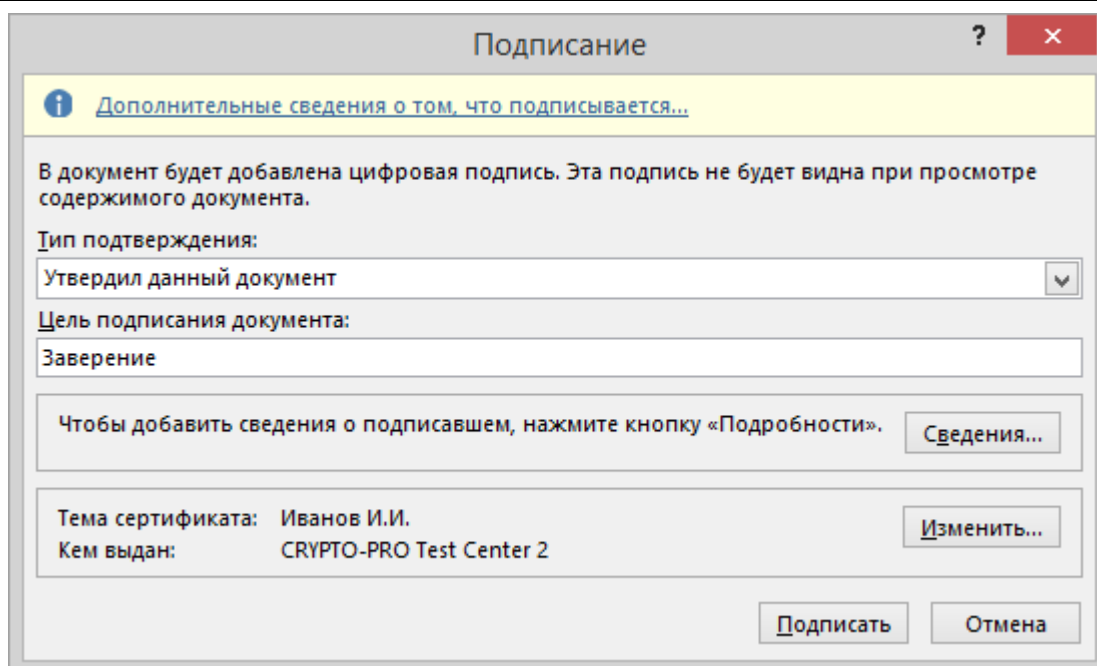 Подписание
?
Дополнительные сведения о том, что подписывается...
В документ будет добавлена цифровая подпись. Эта подпись не будет видна при просмотре
содержимого документа.
Тип подтверждения:
Утвердил данный документ
Цель подписания документа:
Заверение
Чтобы добавить сведения о подписавшем, нажмите кнопку «Подробности».
Сведения...
Тема сертификата: Иванов И.И.
Кем выдан: CRYPTO-PRO Test Center 2
Изменить...
Подписать
Отмена